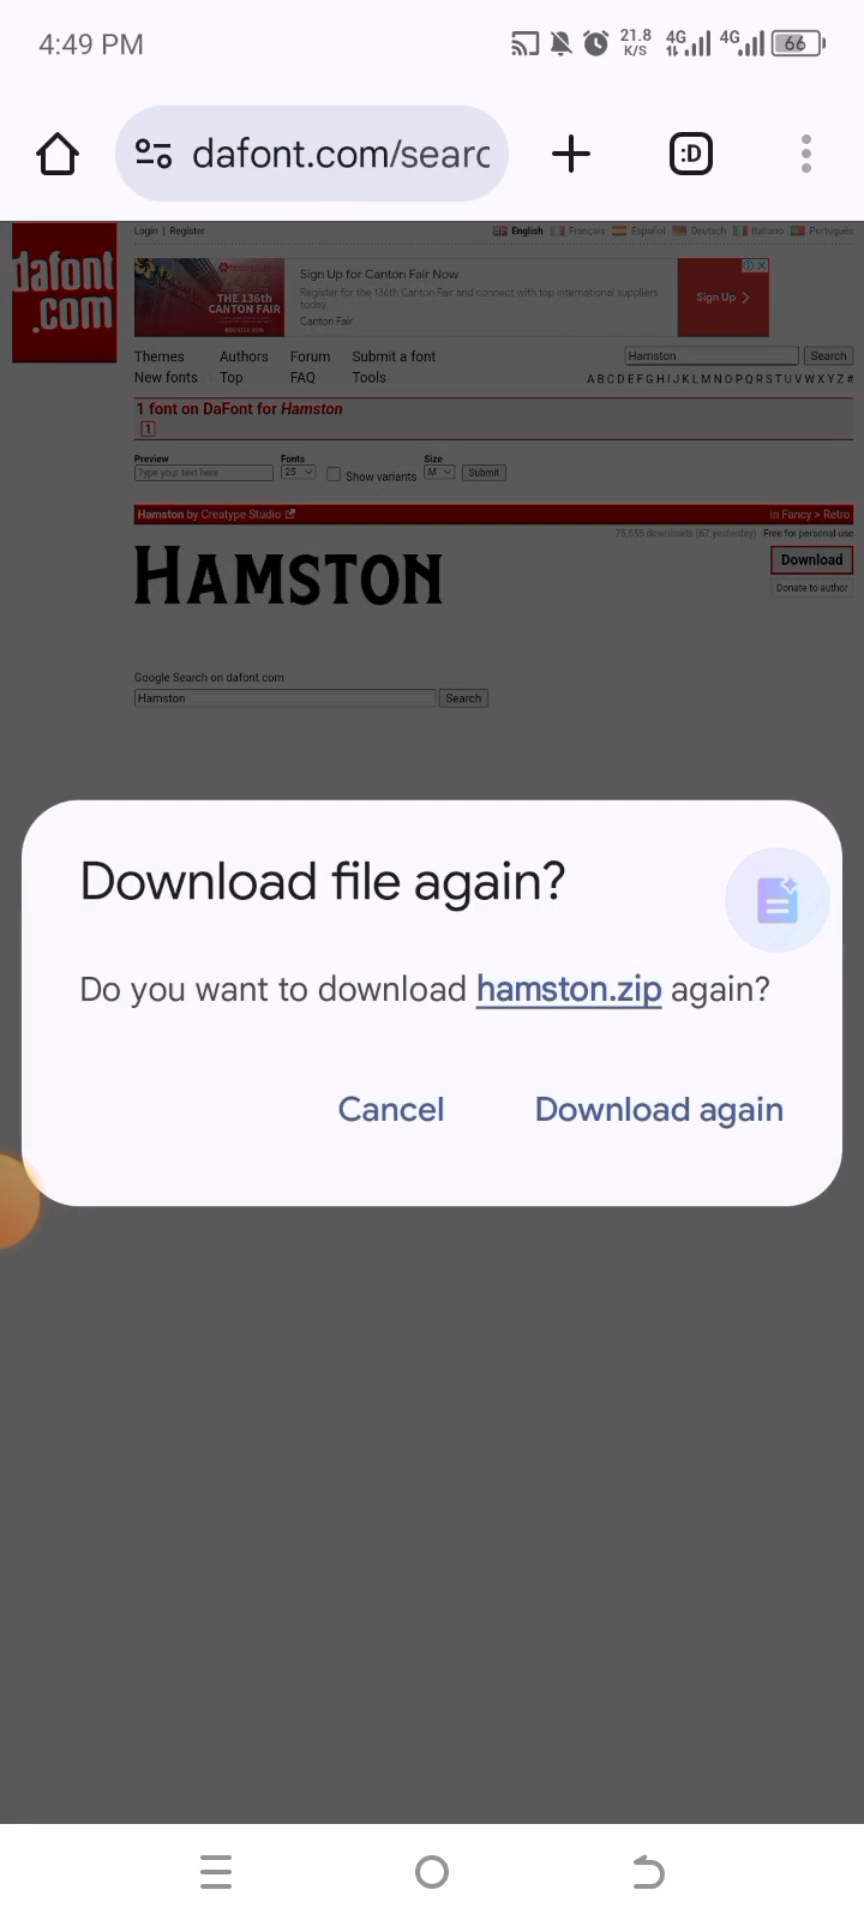 4:49 PM
21.8 K/S
4G
4G
66
dafont.com/searc
:D
dafont.com
Login | Register
English Français Español Deutsch Italiano Português
THE 136th
CANTON FAIR
Sign Up for Canton Fair Now
Register for the 136th Canton Fair and connect with top international suppliers
today.
Canton Fair
Sign Up
Themes Authors Forum Submit a font
Hamston Search
New fonts Top FAQ Tools
A B C D E F G H I J K L M N O P Q R S T U V W X Y Z #
1 font on DaFont for Hamston
1
Preview Fonts Size
Type your text here 25 Show variants M Submit
Hamston by Creatype Studio in Fancy > Retro
75,555 downloads (67 yesterday) Free for personal use
HAMSTON
Download
Donate to author
Google Search on dafont.com
Hamston Search
Download file again?
Do you want to download hamston.zip again?
Cancel Download again